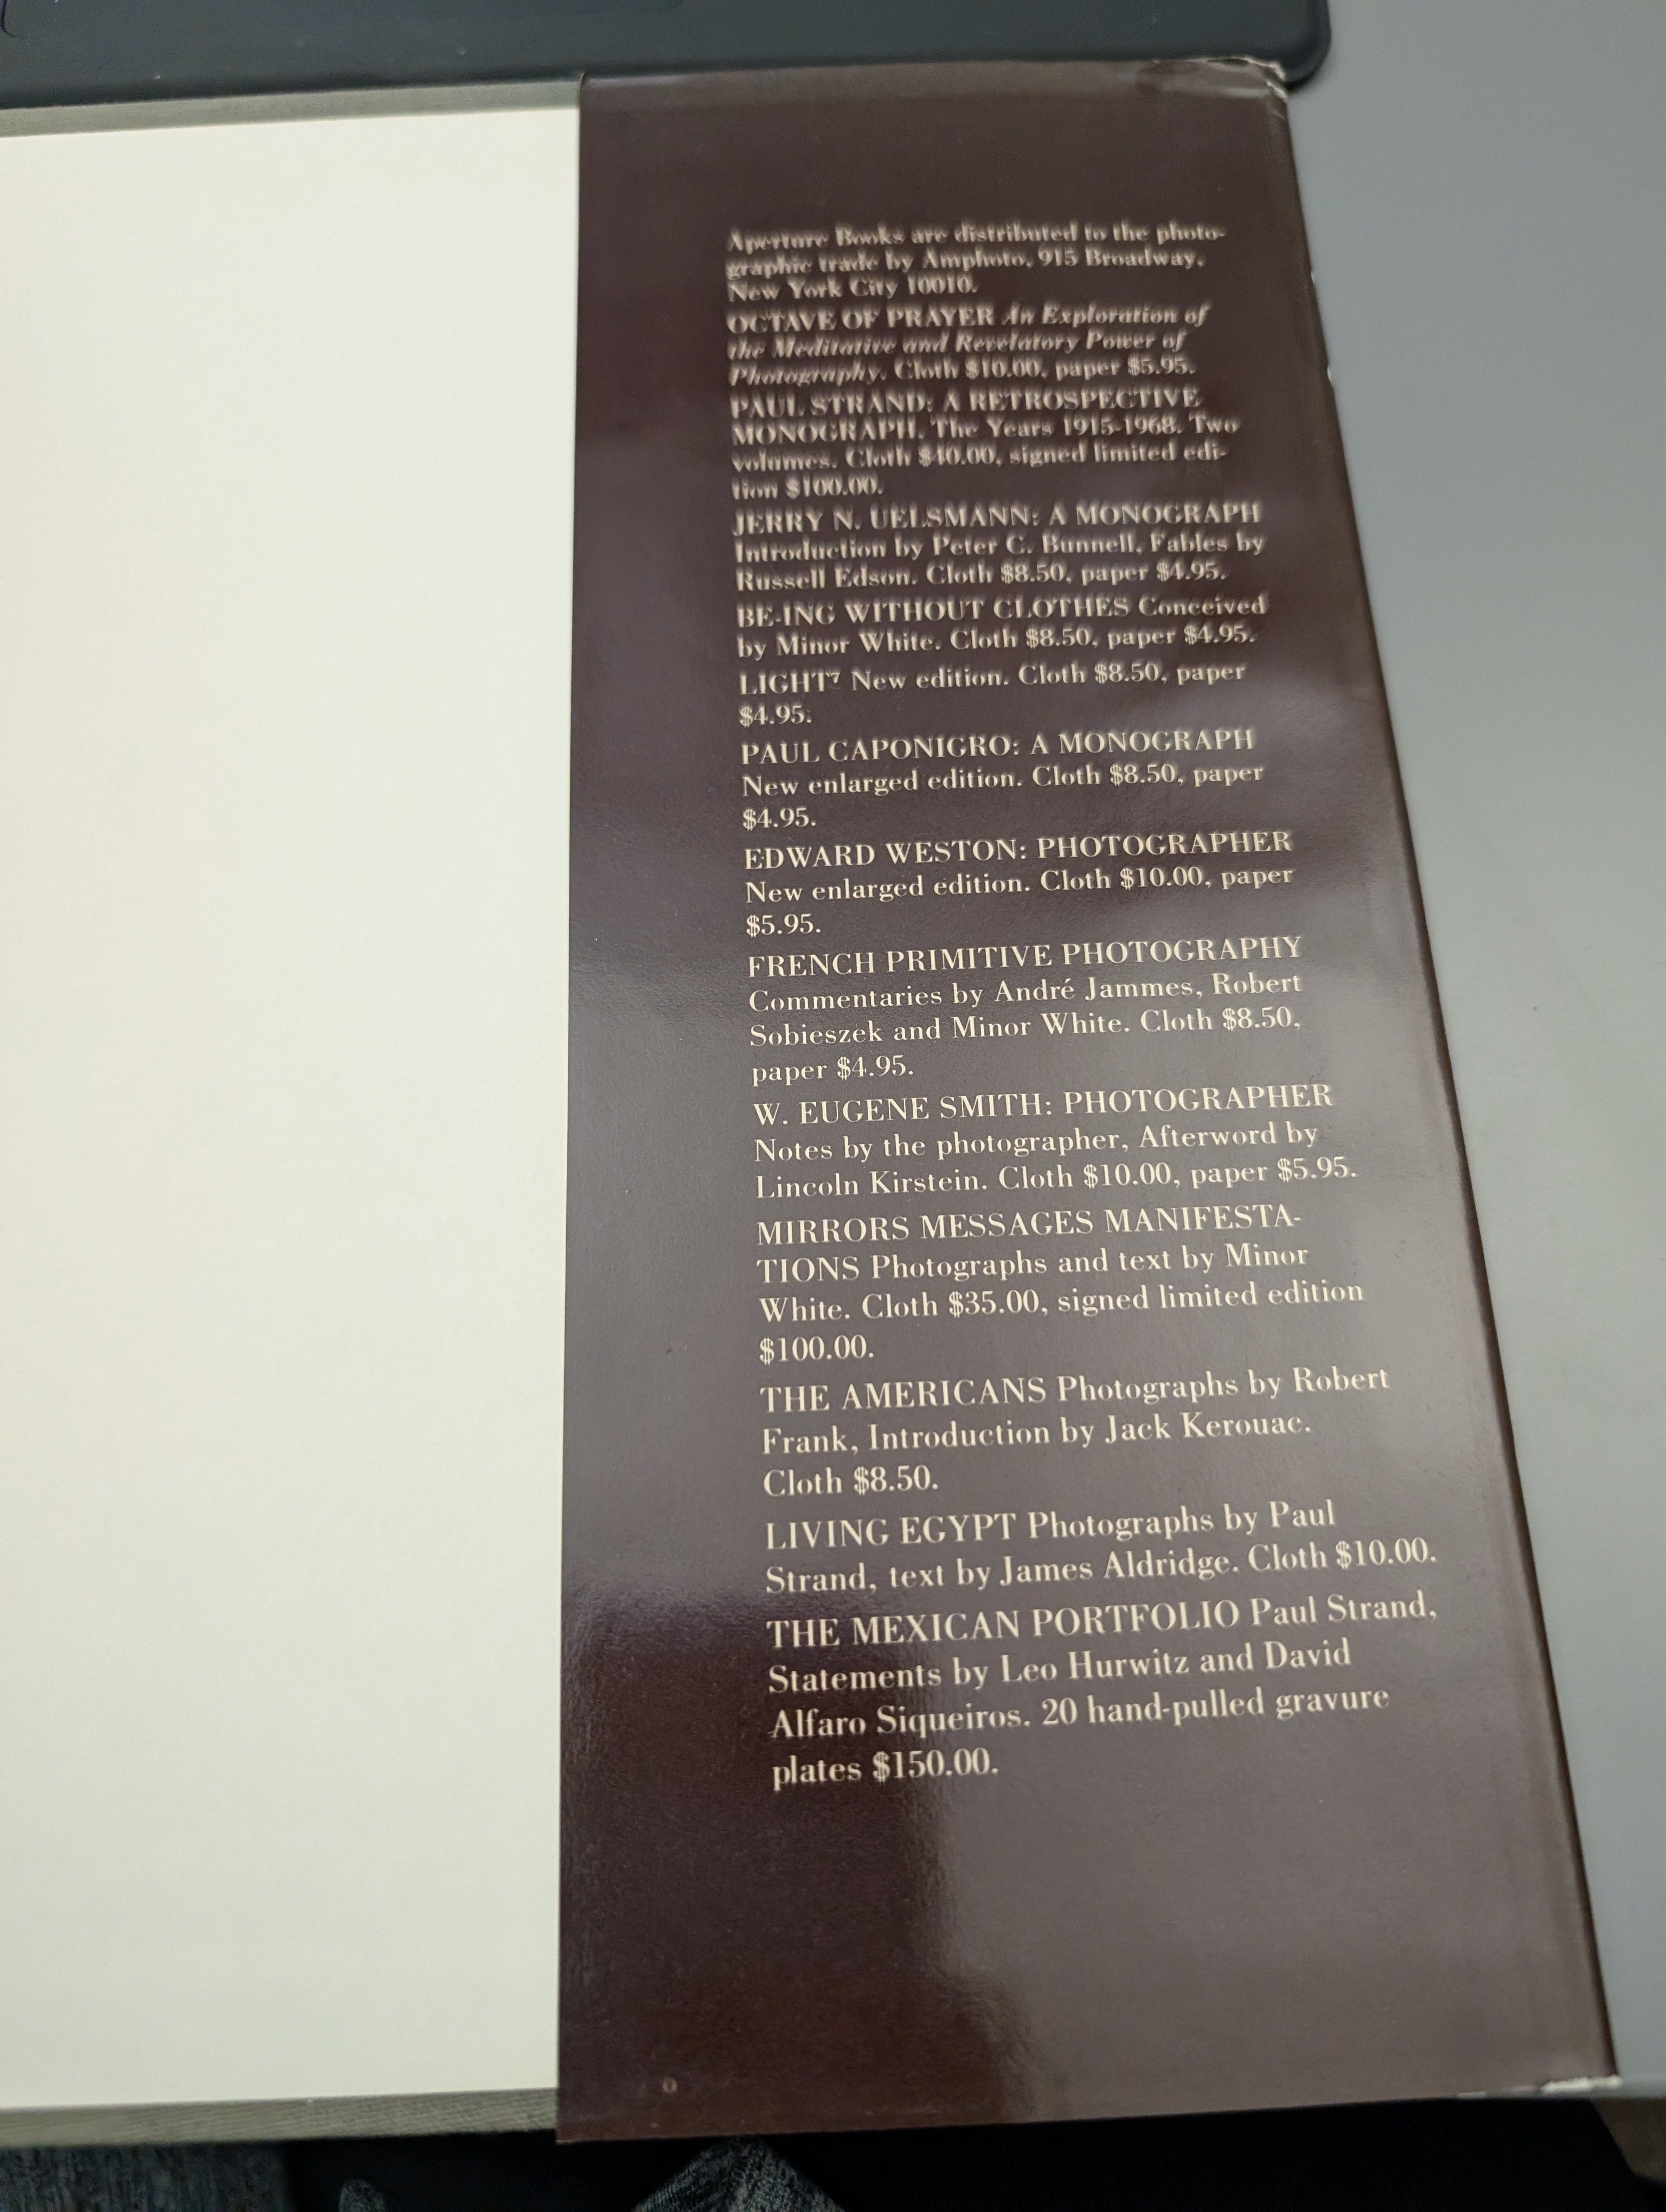 Aperture Books are distributed to the photo-
graphic trade by Amphoto, 915 Broadway,
New York City 10010.
OCTAVE OF PRAYER An Exploration of
the Meditative and Revelatory Power of
Photography. Cloth $10.00, paper $5.95.
PAUL STRAND: A RETROSPECTIVE
MONOGRAPH, The Years 1915-1968. Two
volumes. Cloth $40.00, signed limited edi-
tion $100.00.
JERRY N. UELSMANN: A MONOGRAPH
Introduction by Peter C. Bunnell, Fables by
Russell Edson. Cloth $8.50, paper $4.95.
BE-ING WITHOUT CLOTHES Conceived
by Minor White. Cloth $8.50, paper $4.95.
LIGHT⁷ New edition. Cloth $8.50, paper
$4.95.
PAUL CAPONIGRO: A MONOGRAPH
New enlarged edition. Cloth $8.50, paper
$4.95.
EDWARD WESTON: PHOTOGRAPHER
New enlarged edition. Cloth $10.00, paper
$5.95.
FRENCH PRIMITIVE PHOTOGRAPHY
Commentaries by André Jammes, Robert
Sobieszek and Minor White. Cloth $8.50,
paper $4.95.
W. EUGENE SMITH: PHOTOGRAPHER
Notes by the photographer, Afterword by
Lincoln Kirstein. Cloth $10.00, paper $5.95.
MIRRORS MESSAGES MANIFESTA-
TIONS Photographs and text by Minor
White. Cloth $35.00, signed limited edition
$100.00.
THE AMERICANS Photographs by Robert
Frank, Introduction by Jack Kerouac.
Cloth $8.50.
LIVING EGYPT Photographs by Paul
Strand, text by James Aldridge. Cloth $10.00.
THE MEXICAN PORTFOLIO Paul Strand,
Statements by Leo Hurwitz and David
Alfaro Siqueiros. 20 hand-pulled gravure
plates $150.00.